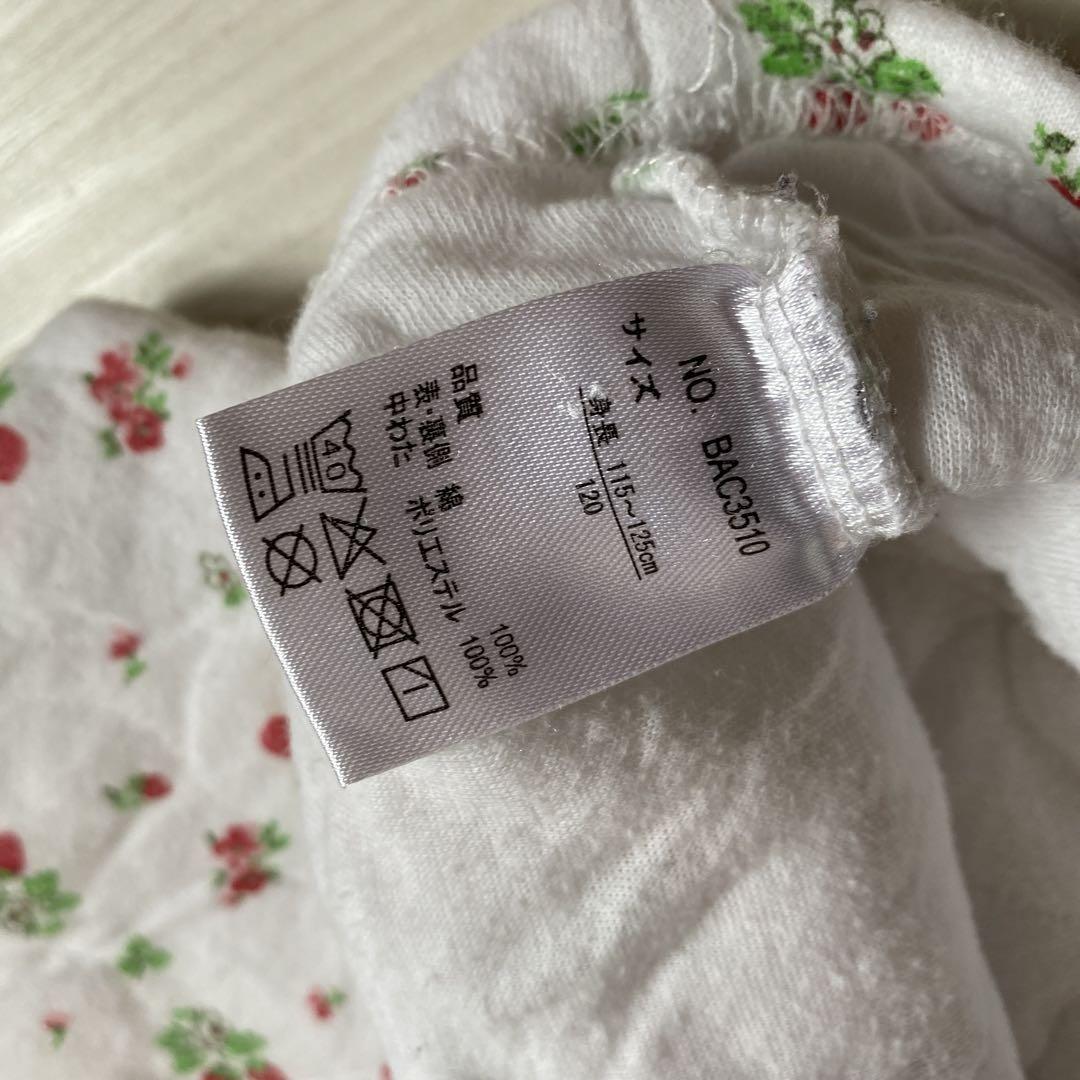 NO. BAC3510
サイズ
身長 115~125cm
120
品質
表・裏側 綿 100%
中わた ポリエステル 100%
40